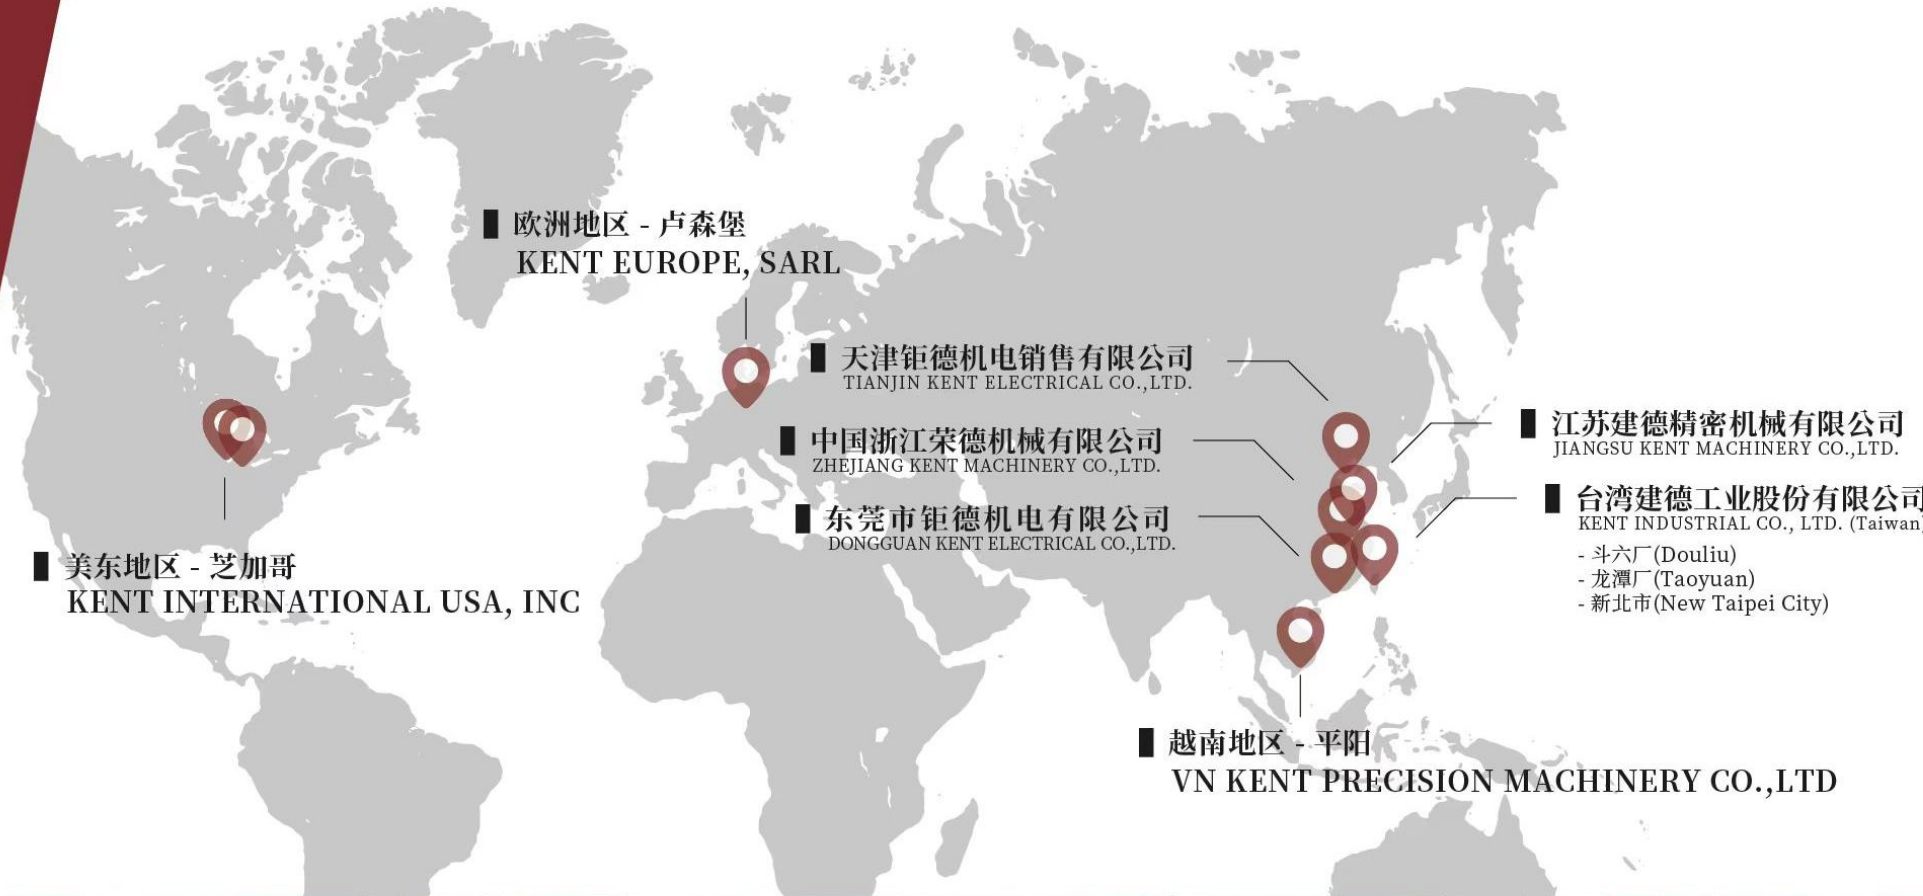 欧洲地区 - 卢森堡
KENT EUROPE, SARL
天津钜德机电销售有限公司
TIANJIN KENT ELECTRICAL CO.,LTD.
中国浙江荣德机械有限公司
ZHEJIANG KENT MACHINERY CO.,LTD.
东莞市钜德机电有限公司
DONGGUAN KENT ELECTRICAL CO.,LTD.
江苏建德精密机械有限公司
JIANGSU KENT MACHINERY CO.,LTD.
台湾建德工业股份有限公司
KENT INDUSTRIAL CO., LTD. (Taiwan)
- 斗六厂(Douliu)
- 龙潭厂(Taoyuan)
- 新北市(New Taipei City)
美东地区 - 芝加哥
KENT INTERNATIONAL USA, INC
越南地区 - 平阳
VN KENT PRECISION MACHINERY CO.,LTD